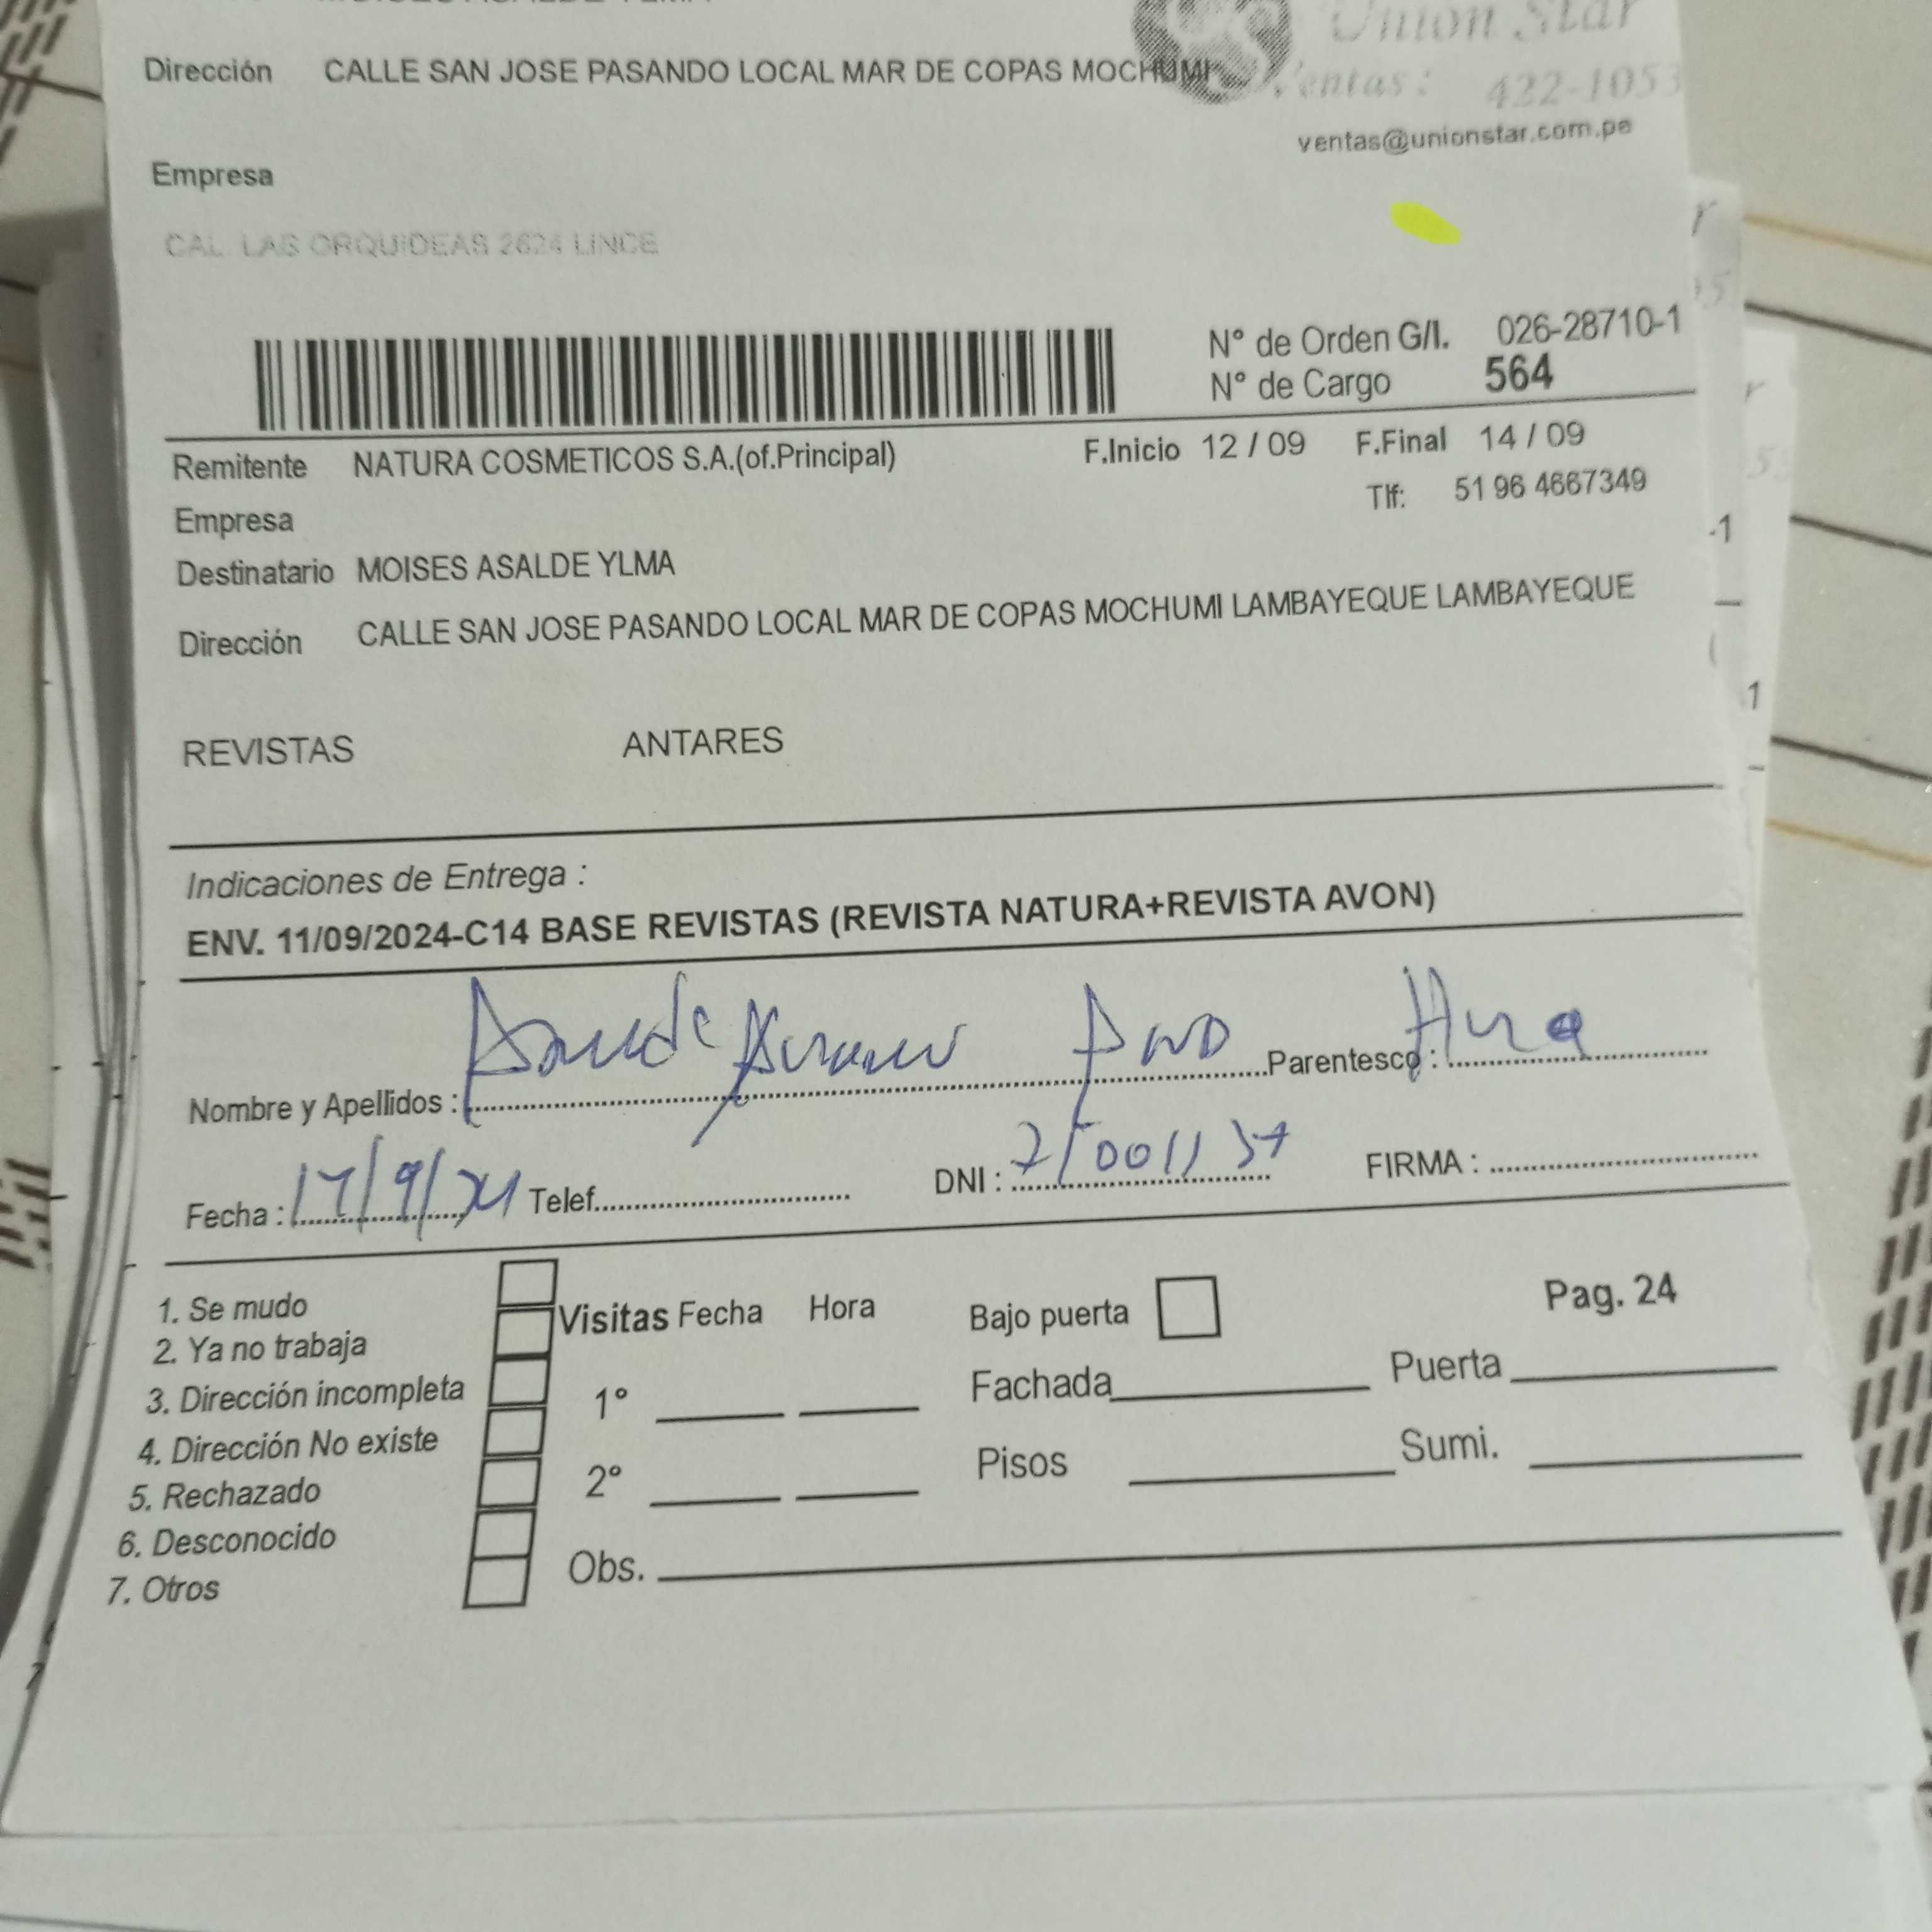 Dirección CALLE SAN JOSE PASANDO LOCAL MAR DE COPAS MOCHUMI
Union Star
Ventas: 422-1053
ventas@unionstar.com.pe
Empresa
CAL. LAS ORQUIDEAS 2624 LINCE
N° de Orden G/I. 026-28710-1
N° de Cargo 564
Remitente NATURA COSMETICOS S.A.(of.Principal) F.Inicio 12 / 09 F.Final 14 / 09
Empresa Tlf: 51 96 4667349
Destinatario MOISES ASALDE YLMA
Dirección CALLE SAN JOSE PASANDO LOCAL MAR DE COPAS MOCHUMI LAMBAYEQUE LAMBAYEQUE
REVISTAS ANTARES
Indicaciones de Entrega :
ENV. 11/09/2024-C14 BASE REVISTAS (REVISTA NATURA+REVISTA AVON)
Nombre y Apellidos : Parentesco :
Fecha : 17/9/24 Telef. DNI : FIRMA :
1. Se mudo
2. Ya no trabaja
3. Dirección incompleta
4. Dirección No existe
5. Rechazado
6. Desconocido
7. Otros
Visitas Fecha Hora
1°
2°
Obs.
Bajo puerta
Pag. 24
Fachada Puerta
Pisos Sumi.